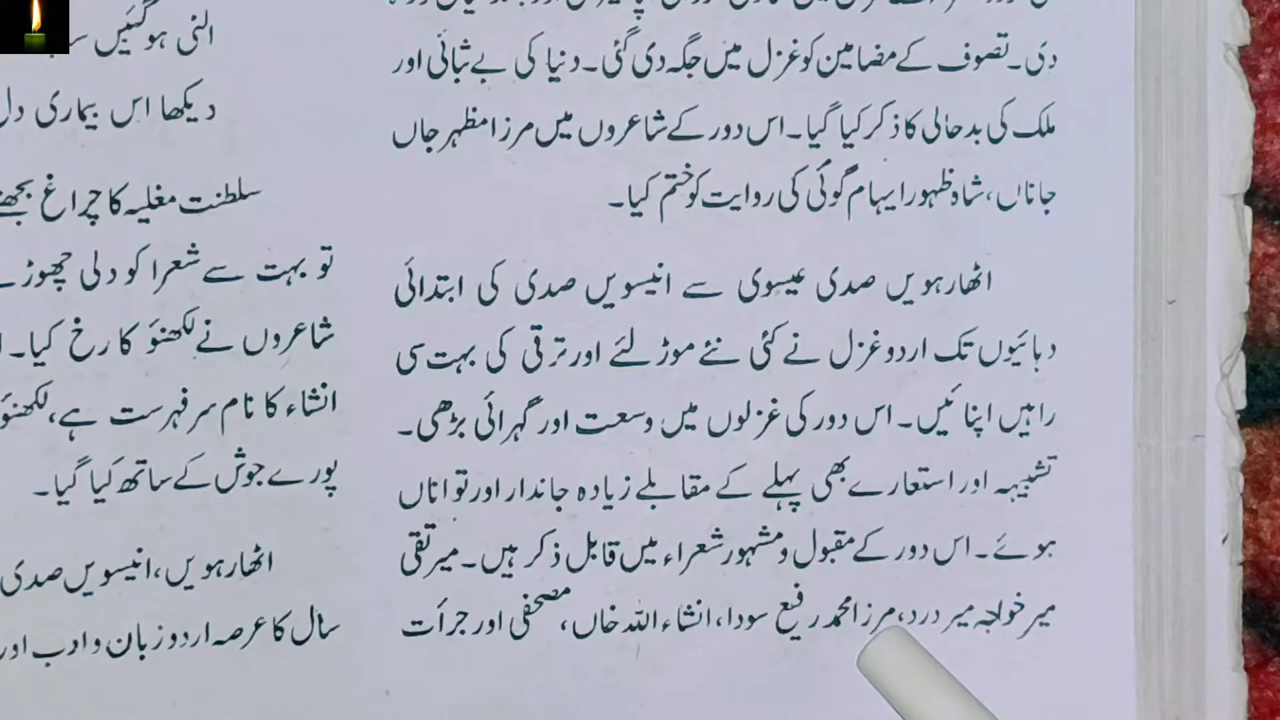 دی۔ تصوف کے مضامین کو غزل میں جگہ دی گئی۔ دنیا کی بے ثباتی اور
ملک کی بدحالی کا ذکر کیا گیا۔ اس دور کے شاعروں میں مرزا مظہر جاں
جاناں، شاہ ظہور ایہام گوئی کی روایت کو ختم کیا۔
اٹھارہویں صدی عیسوی سے انیسویں صدی کی ابتدائی
دہائیوں تک اردو غزل نے کئی نئے موڑ لئے اور ترقی کی بہت سی
راہیں اپنائیں۔ اس دور کی غزلوں میں وسعت اور گہرائی بڑھی۔
تشبیہہ اور استعارے بھی پہلے کے مقابلے زیادہ جاندار اور تواناں
ہوئے۔ اس دور کے مقبول و مشہور شعراء میں قابل ذکر ہیں۔ میر تقی
میر خواجہ میر درد، مرزا محمد رفیع سودا، انشاء اللہ خاں، مصحفی اور جرأت
الٹی ہوگئیں
دیکھا اس بیماری دل
سلطنت مغلیہ کا چراغ بجھنے
تو بہت سے شعرا کو دلی چھوڑ
شاعروں نے لکھنؤ کا رخ کیا۔
انشاء کا نام سرفہرست ہے، لکھنؤ
پورے جوش کے ساتھ کیا گیا۔
اٹھارہویں، انیسویں صدی
سال کا عرصہ اردو زبان و ادب اور